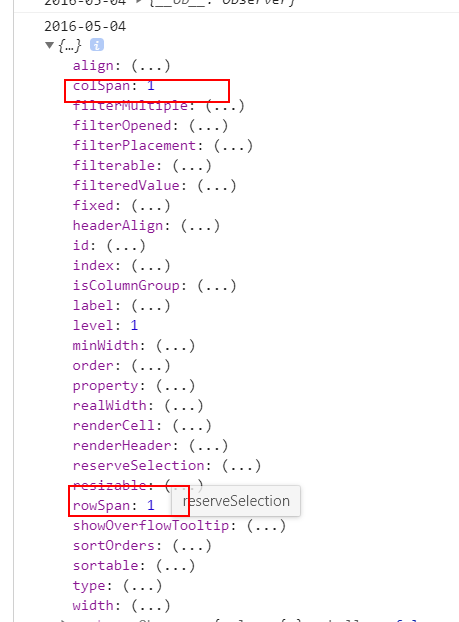 2016-05-04 ▸ {__ob__: Observer}
2016-05-04
▼{…} i
align: (...)
colSpan: 1
filterMultiple: (...)
filterOpened: (...)
filterPlacement: (...)
filterable: (...)
filteredValue: (...)
fixed: (...)
headerAlign: (...)
id: (...)
index: (...)
isColumnGroup: (...)
label: (...)
level: 1
minWidth: (...)
order: (...)
property: (...)
realWidth: (...)
renderCell: (...)
renderHeader: (...)
reserveSelection: (...)
resizable: (...)
rowSpan: 1 reserveSelection
showOverflowTooltip: (...)
sortOrders: (...)
sortable: (...)
type: (...)
width: (...)